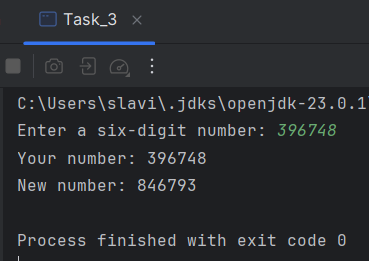 Task_3
C:\Users\slavi\.jdks\openjdk-23.0.1
Enter a six-digit number: 396748
Your number: 396748
New number: 846793
Process finished with exit code 0